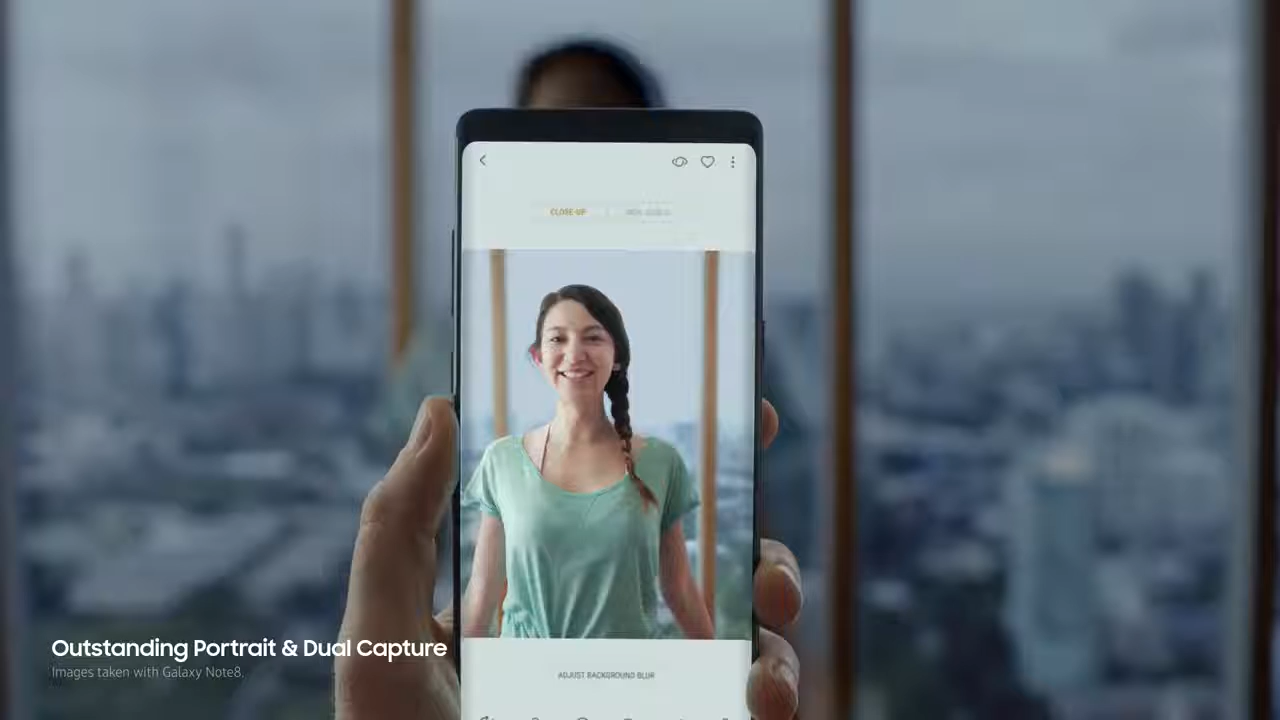 CLOSE-UP
Outstanding Portrait & Dual Capture
Images taken with Galaxy Note8.
ADJUST BACKGROUND BLUR